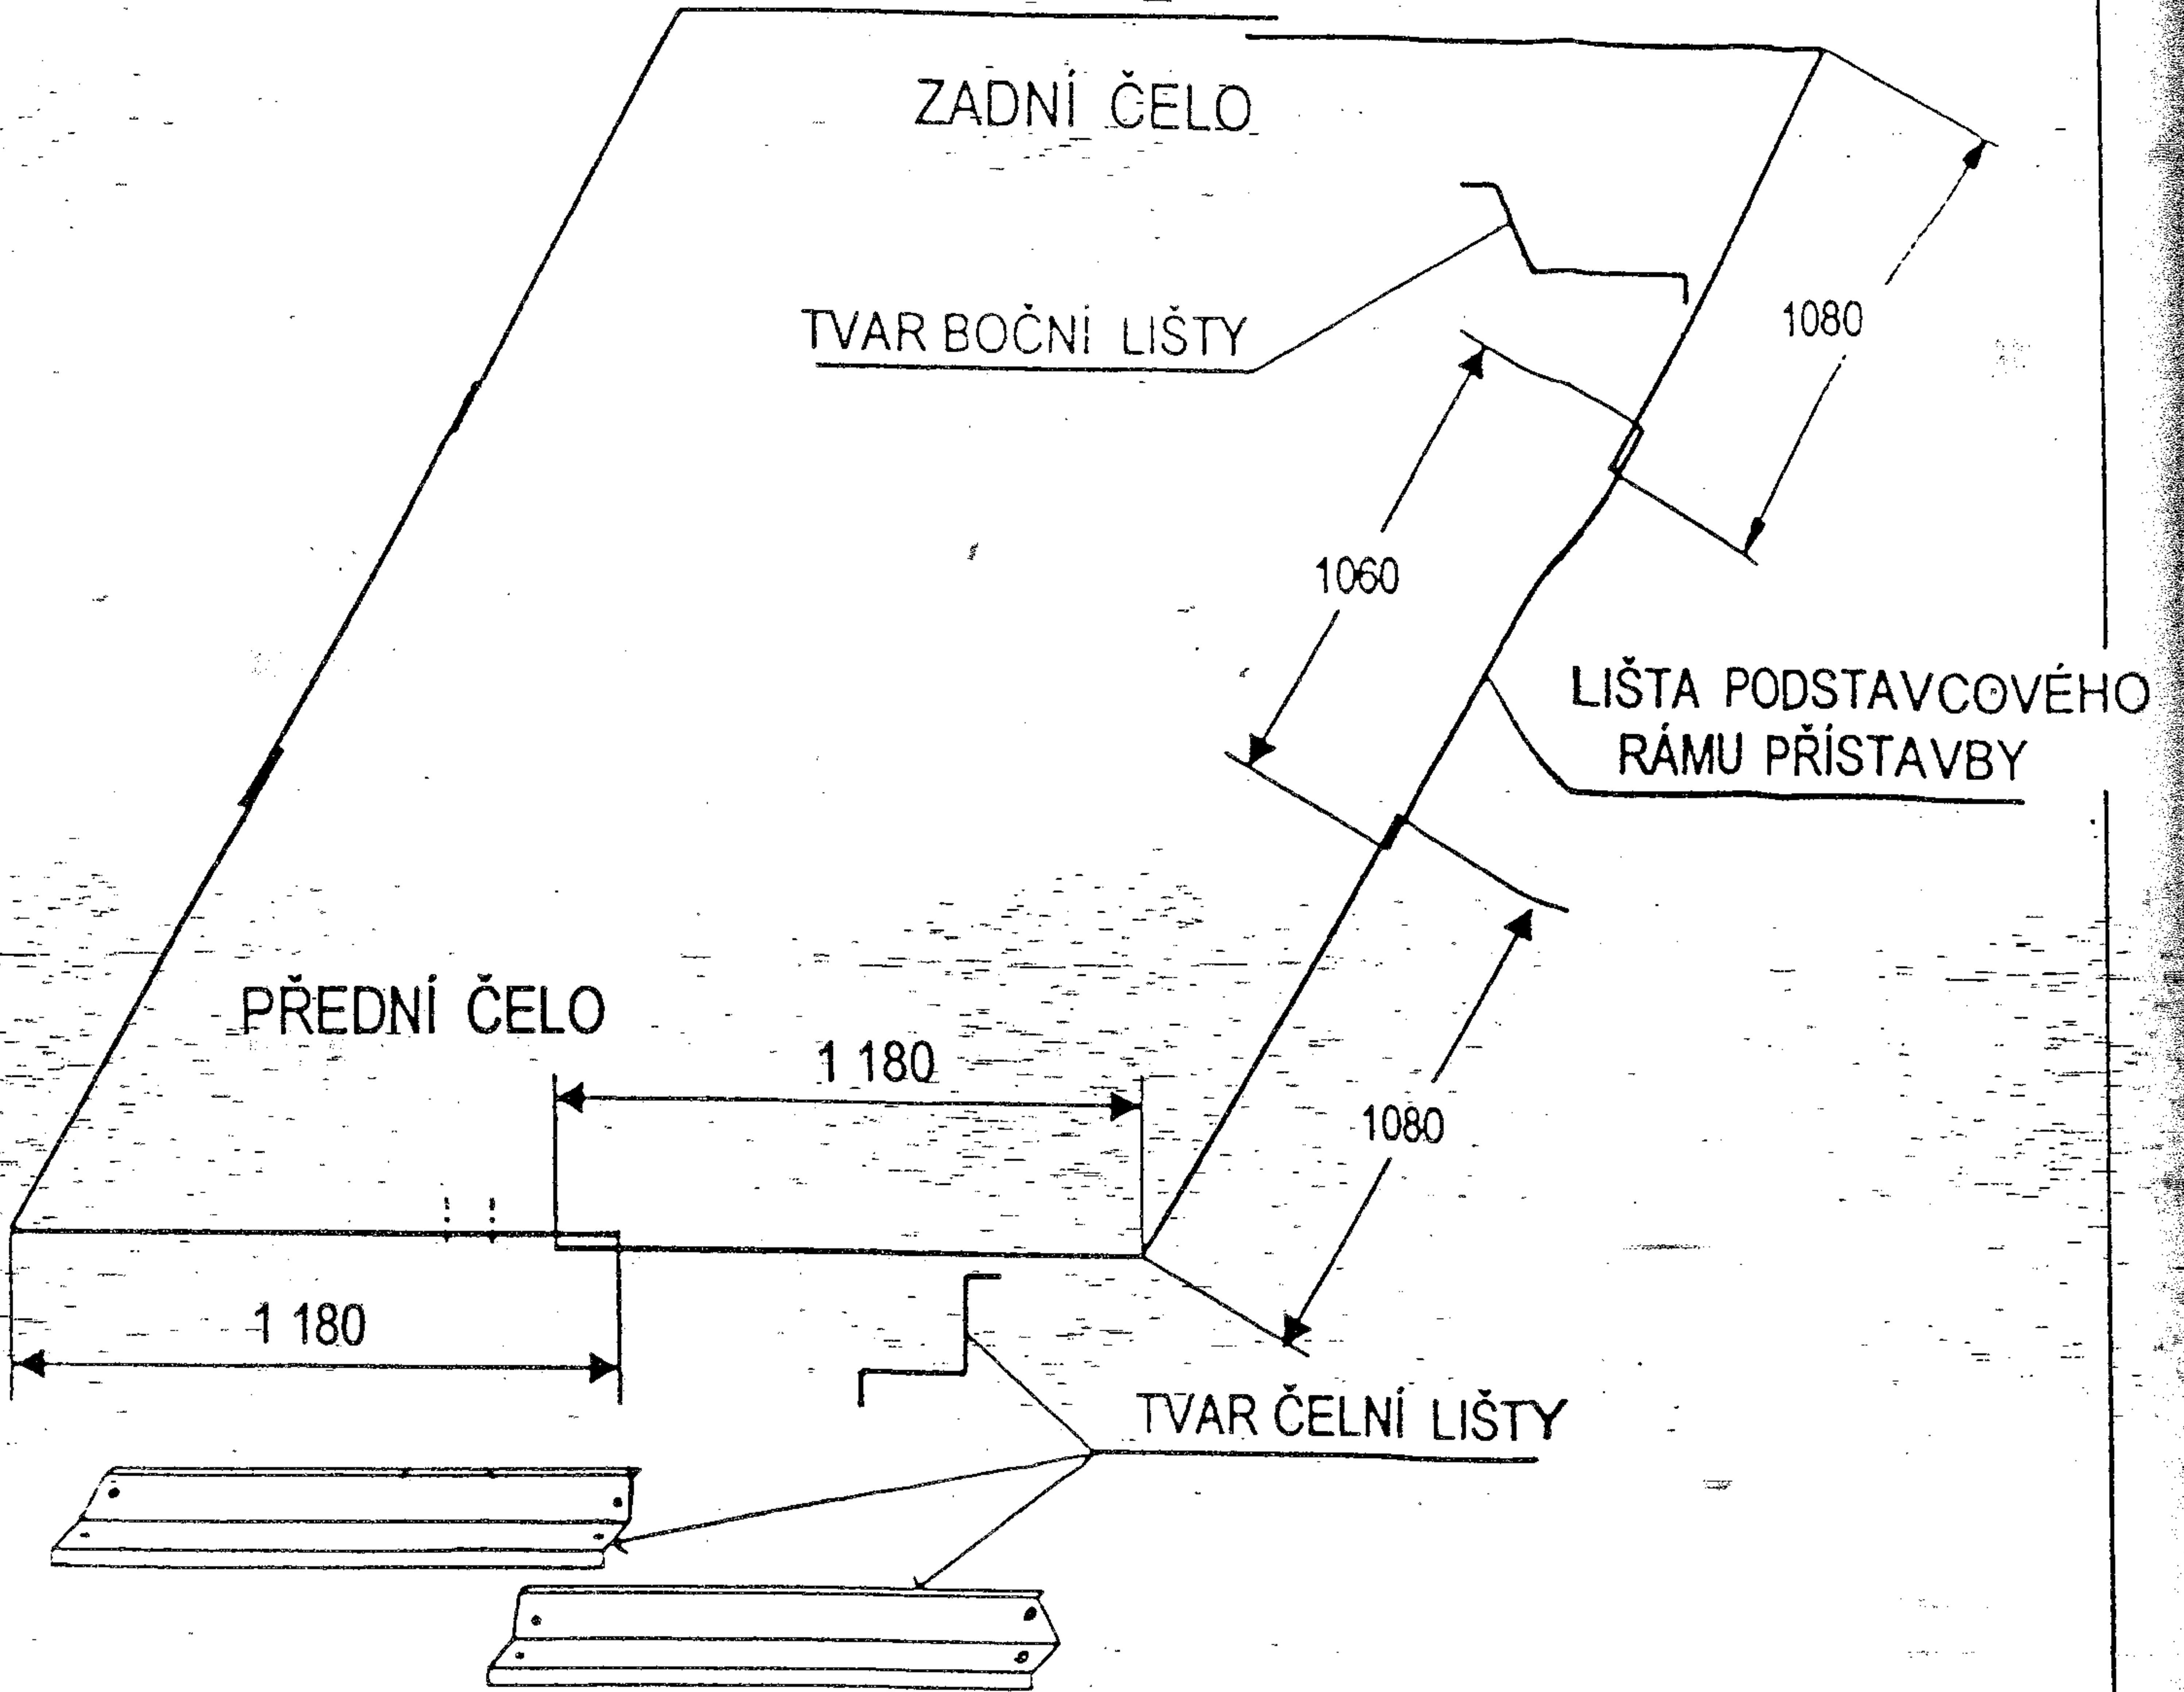 ZADNÍ ČELO
TVAR BOČNÍ LIŠTY
1080
1060
LIŠTA PODSTAVCOVÉHO
RÁMU PŘÍSTAVBY
PŘEDNÍ ČELO
1 180
1080
1 180
TVAR ČELNÍ LIŠTY